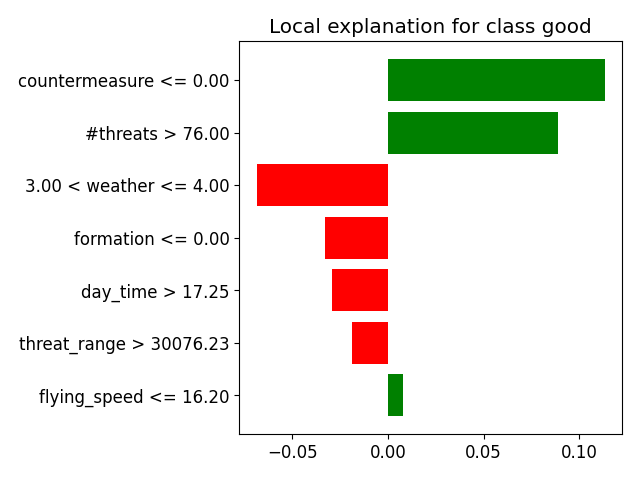 Local explanation for class good
countermeasure <= 0.00
#threats > 76.00
3.00 < weather <= 4.00
formation <= 0.00
day_time > 17.25
threat_range > 30076.23
flying_speed <= 16.20
−0.05 0.00 0.05 0.10